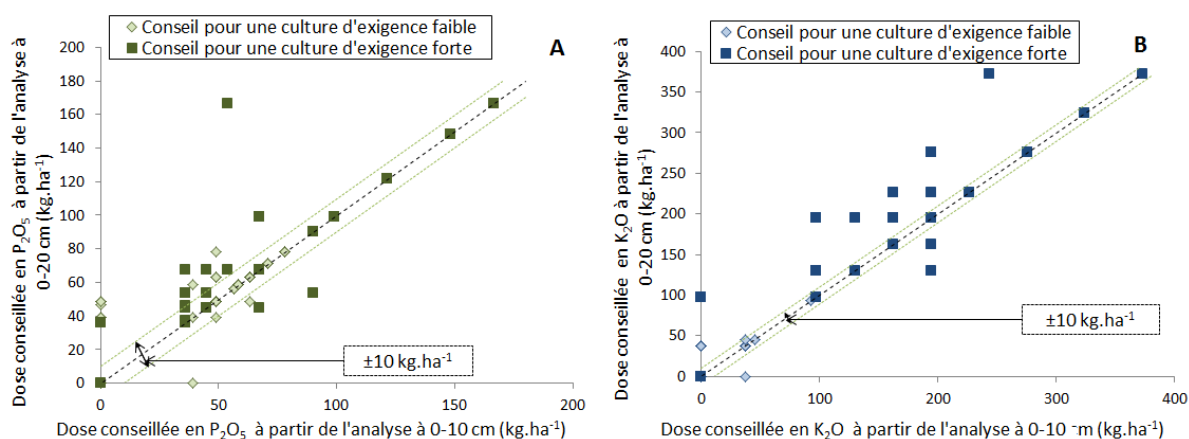 Conseil pour une culture d'exigence faible
Conseil pour une culture d'exigence forte
A
Dose conseillée en P₂O₅ à partir de l'analyse à
0-20 cm (kg.ha⁻¹)
200
180
160
140
120
100
80
60
40
20
0
±10 kg.ha⁻¹
0
50
100
150
200
Dose conseillée en P₂O₅ à partir de l'analyse à 0-10 cm (kg.ha⁻¹)
Conseil pour une culture d'exigence faible
Conseil pour une culture d'exigence forte
B
Dose conseillée en K₂O à partir de l'analyse à
0-20 cm (kg.ha⁻¹)
400
350
300
250
200
150
100
50
0
±10 kg.ha⁻¹
0
100
200
300
400
Dose conseillée en K₂O à partir de l'analyse à 0-10 (kg.ha⁻¹)